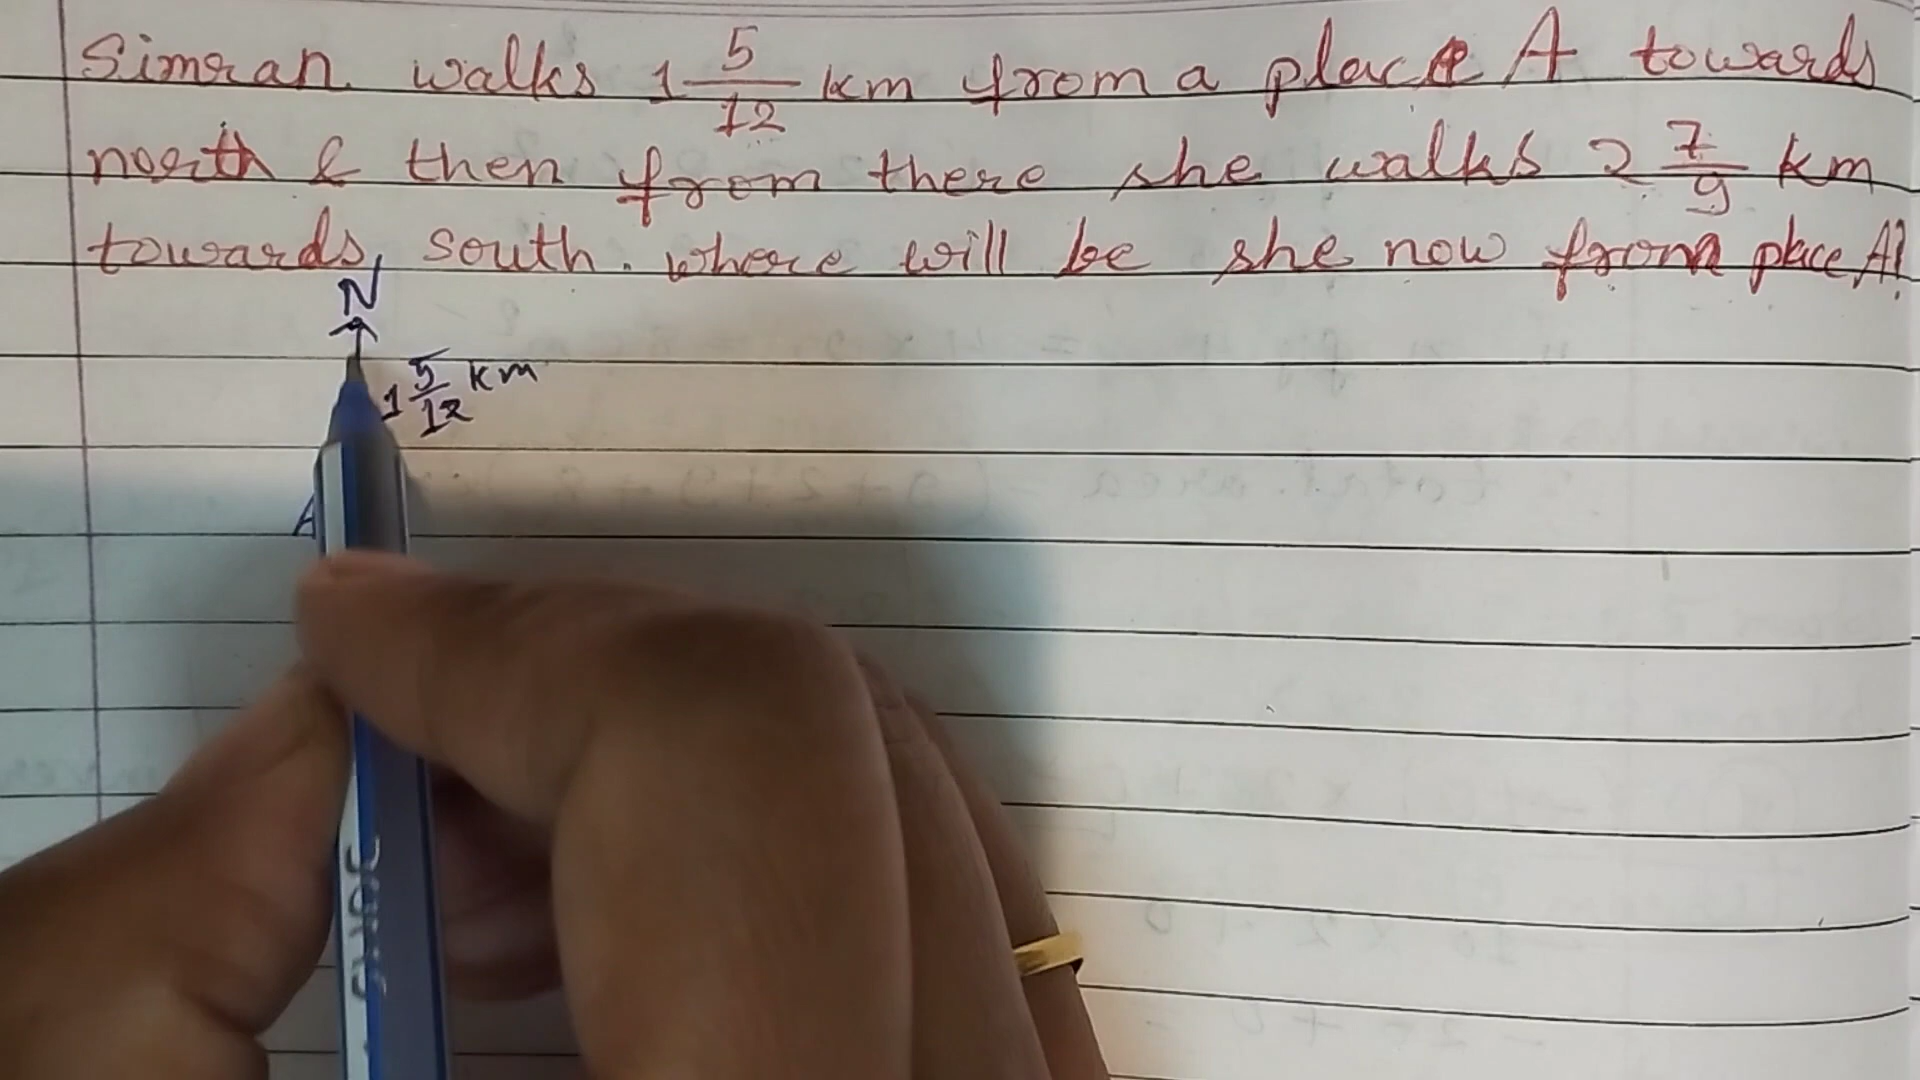 Simran walks 1 5/12 km from a place A towards
north & then from there she walks 2 7/9 km
towards south. where will be she now from place A?
N
1 5/12 km
A